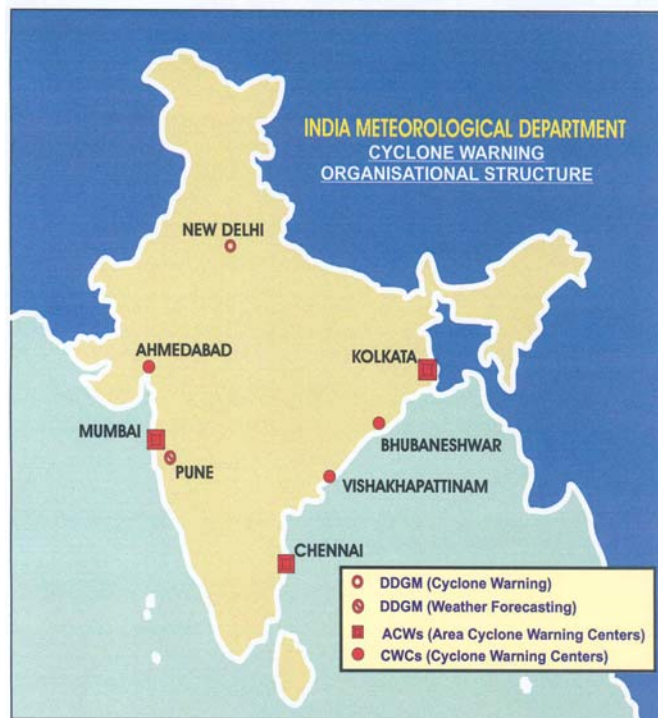 INDIA METEOROLOGICAL DEPARTMENT
CYCLONE WARNING
ORGANISATIONAL STRUCTURE
NEW DELHI
AHMEDABAD
KOLKATA
MUMBAI
BHUBANESHWAR
PUNE
VISHAKHAPATTINAM
CHENNAI
DDGM (Cyclone Warning)
DDGM (Weather Forecasting)
ACWs (Area Cyclone Warning Centers)
CWCs (Cyclone Warning Centers)